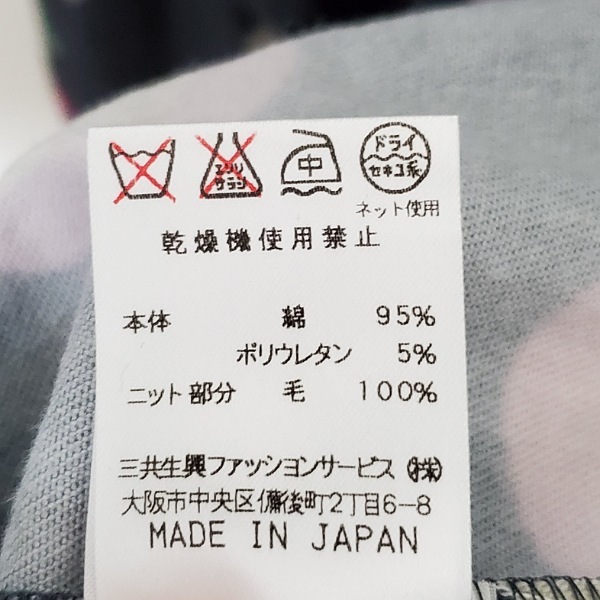 エンソ
サラシ
中
ドライ
セキユ系
ネット使用
乾燥機使用禁止
本体 綿 95%
ポリウレタン 5%
ニット部分 毛 100%
三共生興ファッションサービス(株)
大阪市中央区備後町2丁目6-8
MADE IN JAPAN